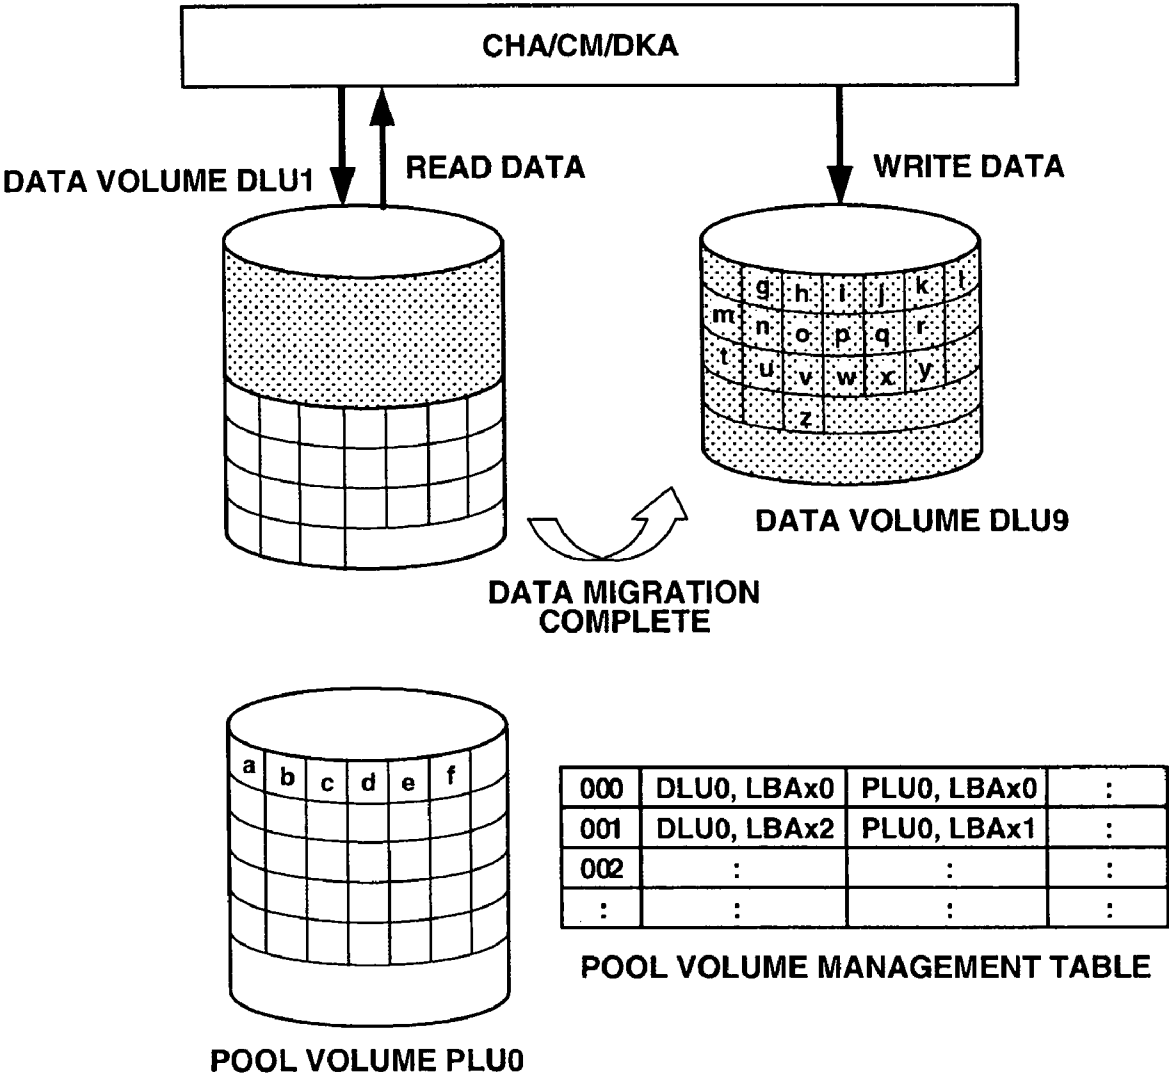 CHA/CM/DKA
DATA VOLUME DLU1
READ DATA
WRITE DATA
g h i j k l
m n o p q r
t u v w x y
z
DATA VOLUME DLU9
DATA MIGRATION
COMPLETE
a b c d e f
000 DLU0, LBAx0 PLU0, LBAx0 :
001 DLU0, LBAx2 PLU0, LBAx1 :
002 : : :
: : : :
POOL VOLUME MANAGEMENT TABLE
POOL VOLUME PLU0